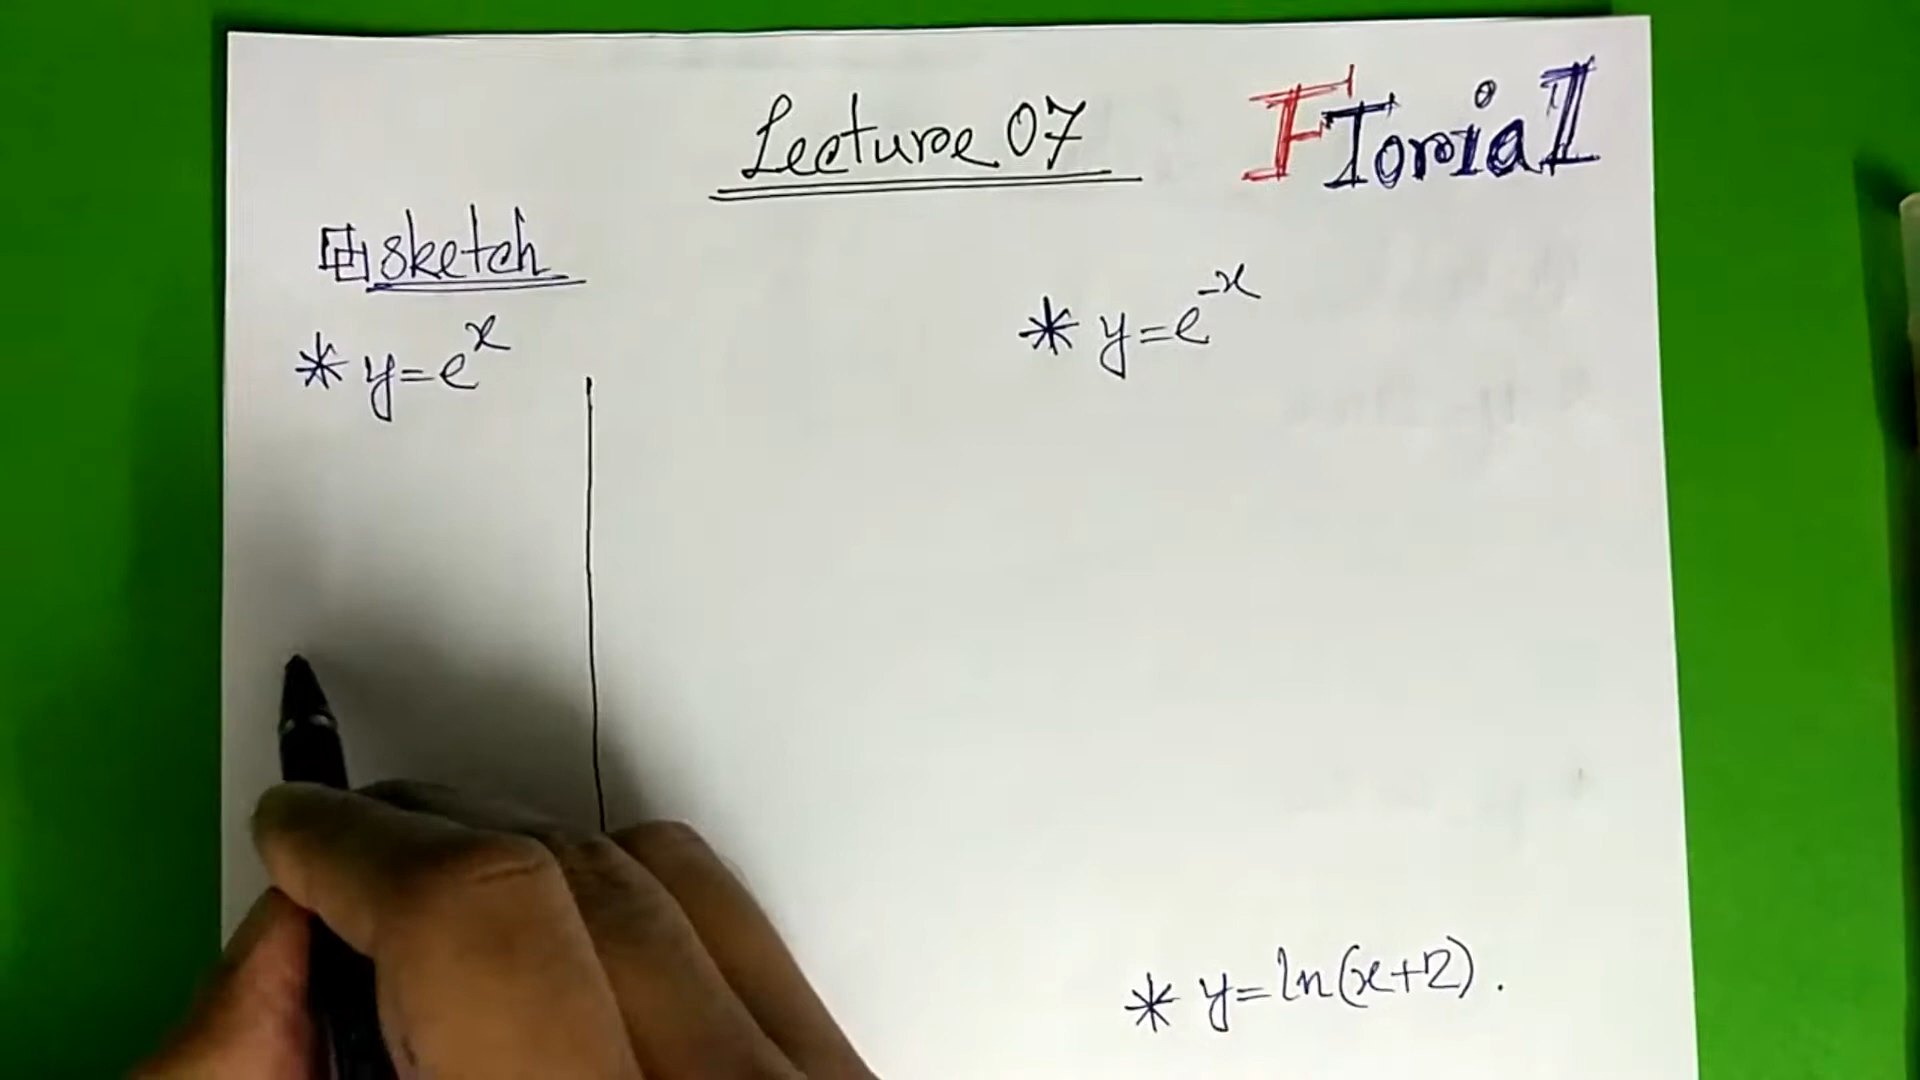 Lecture 07
FTorial
sketch
* y=e^x
* y=e^-x
* y=ln(x+2).